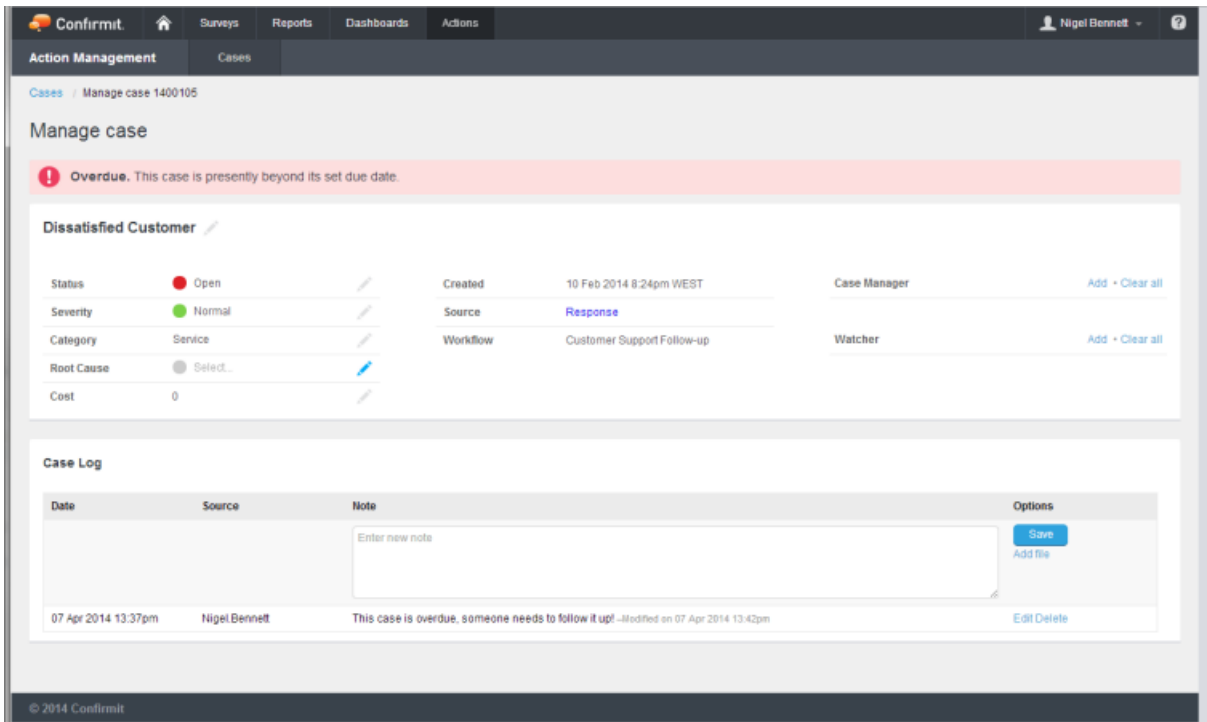 Confirmit. Surveys Reports Dashboards Actions Nigel Bennett ?
Action Management Cases
Cases / Manage case 1400105
Manage case
! Overdue. This case is presently beyond its set due date.
Dissatisfied Customer
Status Open Created 10 Feb 2014 8:24pm WEST Case Manager Add • Clear all
Severity Normal Source Response
Category Service Workflow Customer Support Follow-up Watcher Add • Clear all
Root Cause Select...
Cost 0
Case Log
Date Source Note Options
Enter new note Save
Add file
07 Apr 2014 13:37pm Nigel.Bennett This case is overdue, someone needs to follow it up! –Modified on 07 Apr 2014 13:42pm Edit Delete
© 2014 Confirmit